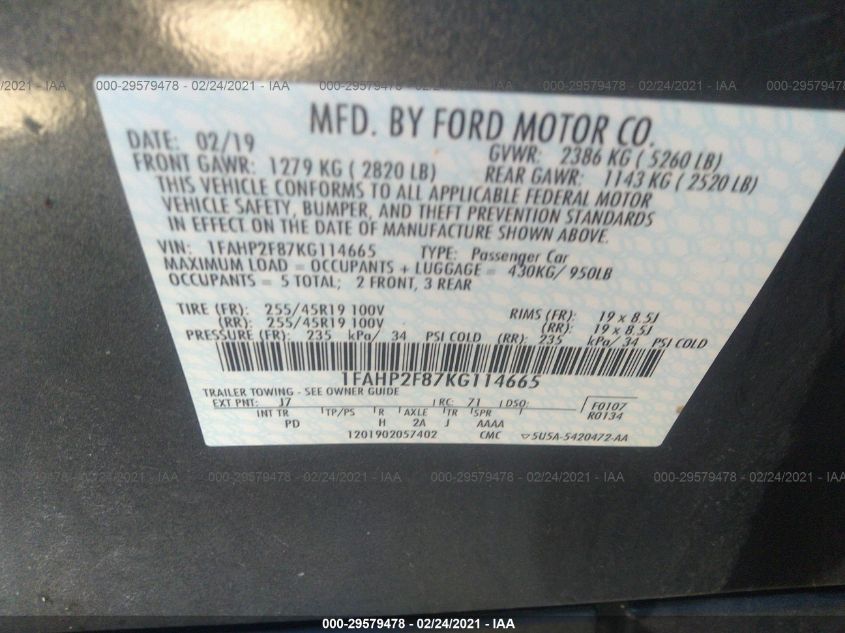 000-29579478 - 02/24/2021 - IAA
MFD. BY FORD MOTOR CO.
DATE: 02/19
GVWR: 2386 KG ( 5260 LB)
FRONT GAWR: 1279 KG ( 2820 LB)
REAR GAWR: 1143 KG ( 2520 LB)
THIS VEHICLE CONFORMS TO ALL APPLICABLE FEDERAL MOTOR
VEHICLE SAFETY, BUMPER, AND THEFT PREVENTION STANDARDS
IN EFFECT ON THE DATE OF MANUFACTURE SHOWN ABOVE.
VIN: 1FAHP2F87KG114665 TYPE: Passenger Car
MAXIMUM LOAD = OCCUPANTS + LUGGAGE = 430KG/ 950LB
OCCUPANTS = 5 TOTAL; 2 FRONT, 3 REAR
TIRE (FR): 255/45R19 100V RIMS (FR): 19 x 8.5J
(RR): 255/45R19 100V (RR): 19 x 8.5J
PRESSURE (FR): 235 kPa/ 34 PSI COLD (RR): 235 kPa/ 34 PSI COLD
1FAHP2F87KG114665
TRAILER TOWING - SEE OWNER GUIDE
EXT PNT: J7 RC: 71 DSO:
F0107
R0134
INT TR TP/PS R AXLE TR SPR
PD H 2A J AAAA
1201902057402 CMC 5U5A-5420472-AA
000-29579478 - 02/24/2021 - IAA
000-29579478 - 02/24/2021 - IAA